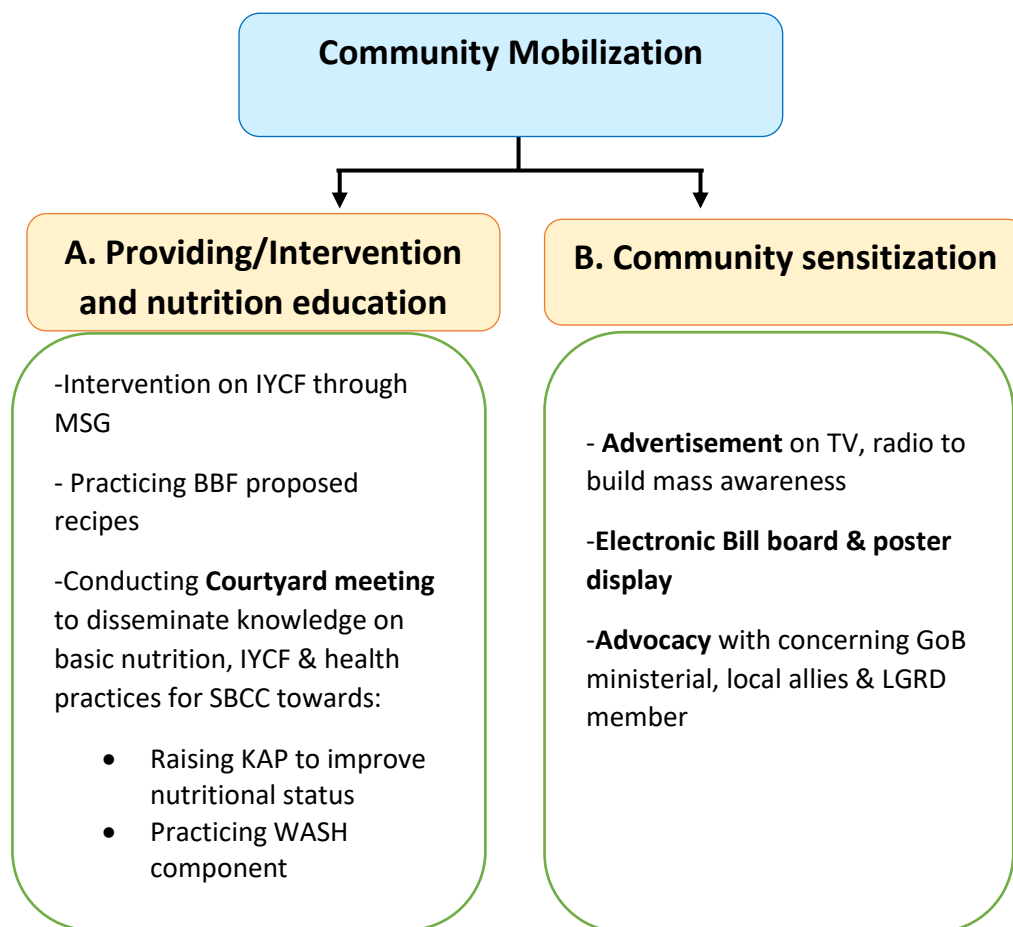 Community Mobilization
A. Providing/Intervention
and nutrition education
-Intervention on IYCF through
MSG
- Practicing BBF proposed
recipes
-Conducting Courtyard meeting
to disseminate knowledge on
basic nutrition, IYCF & health
practices for SBCC towards:
• Raising KAP to improve
nutritional status
• Practicing WASH
component
B. Community sensitization
- Advertisement on TV, radio to
build mass awareness
-Electronic Bill board & poster
display
-Advocacy with concerning GoB
ministerial, local allies & LGRD
member